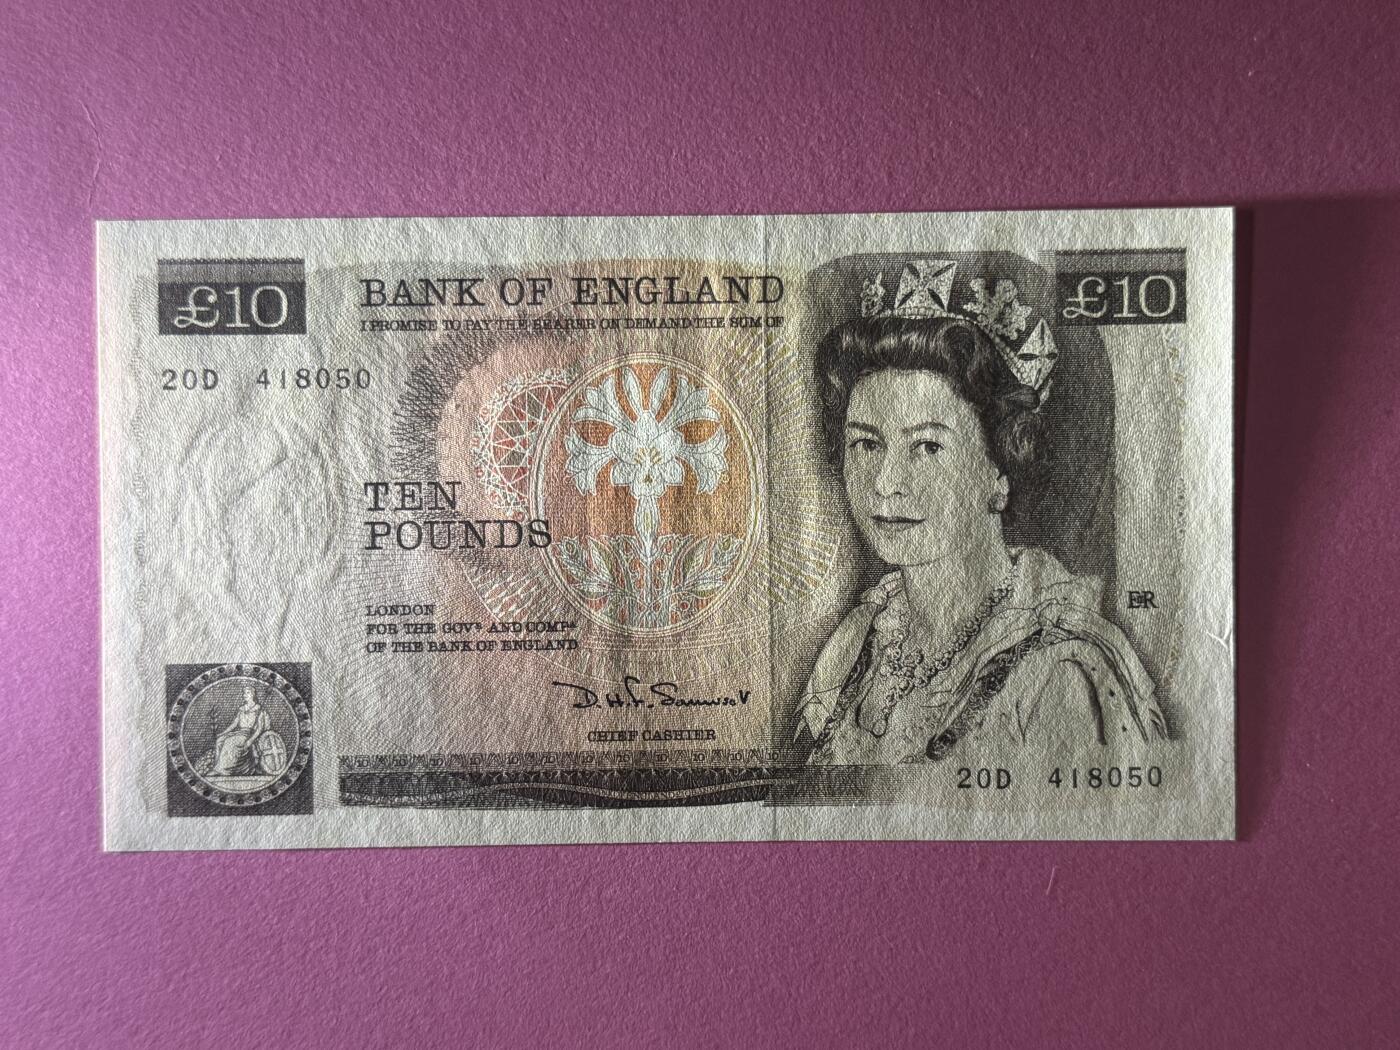 £10
BANK OF ENGLAND
£10
I PROMISE TO PAY THE BEARER ON DEMAND THE SUM OF
20D 418050
TEN
POUNDS
LONDON
FOR THE GOVR AND COMPA
OF THE BANK OF ENGLAND
EIIR
CHIEF CASHIER
20D 418050